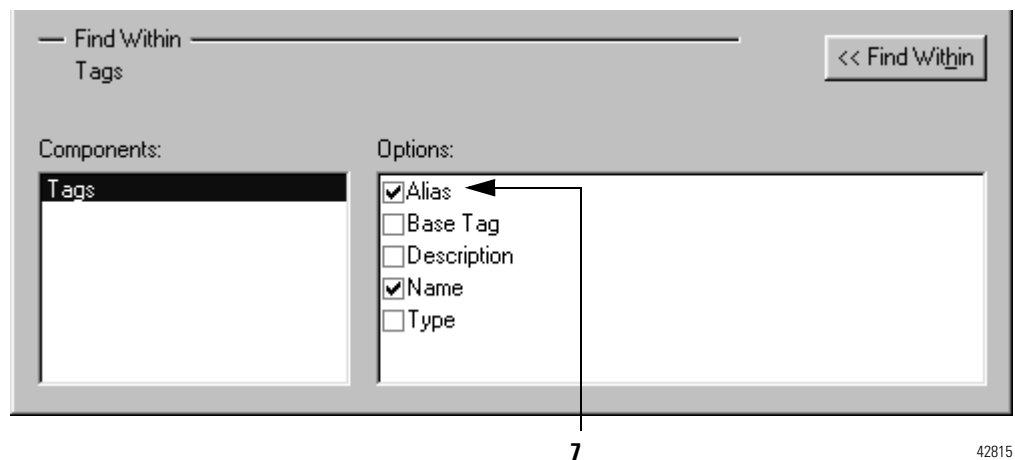 Find Within
Tags
<< Find Within
Components:
Options:
Tags
Alias
Base Tag
Description
Name
Type
7
42815